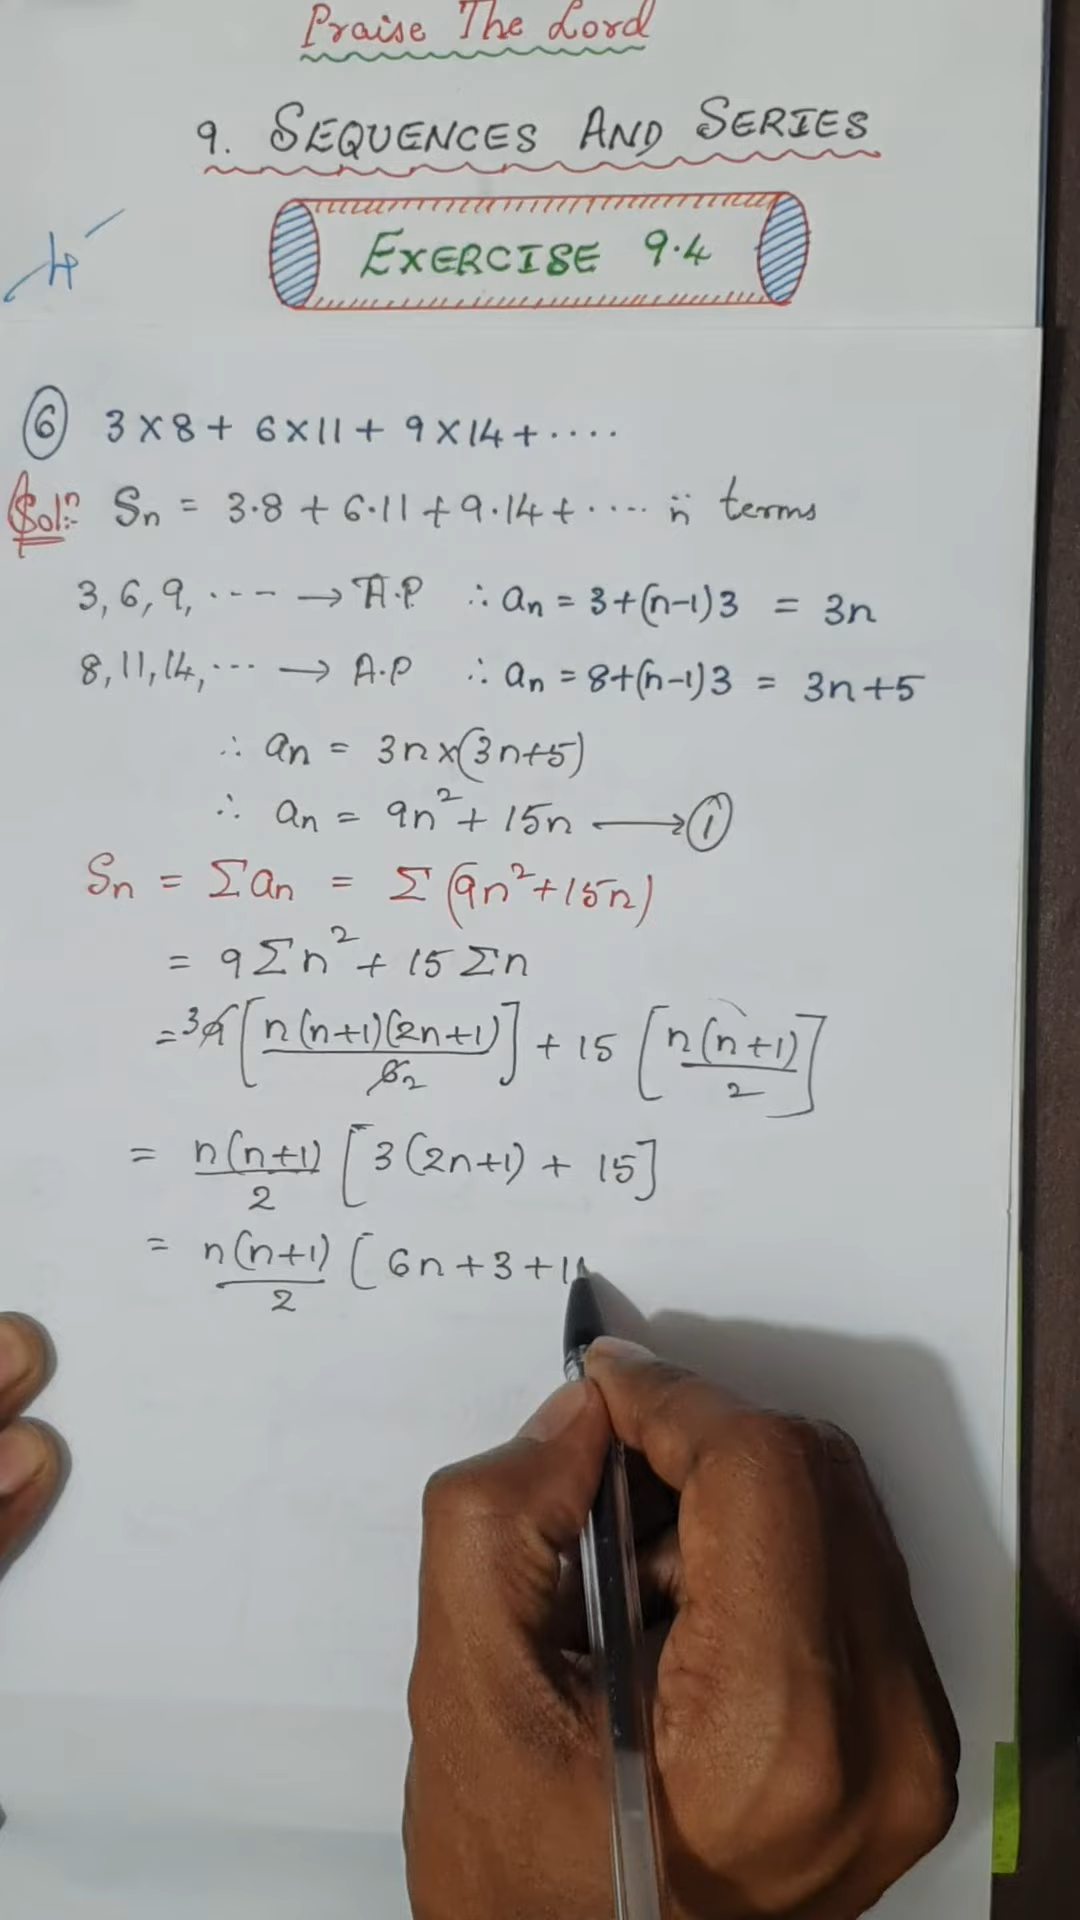 Praise The Lord
9. SEQUENCES AND SERIES
EXERCISE 9.4
⑥ 3×8 + 6×11 + 9×14 + ....
Solⁿ:- Sn = 3·8 + 6·11 + 9·14 + .... n terms
3, 6, 9, ---- → A.P ∴ an = 3+(n-1)3 = 3n
8, 11, 14, ... → A.P ∴ an = 8+(n-1)3 = 3n+5
∴ an = 3n×(3n+5)
∴ an = 9n² + 15n → ①
Sn = Σan = Σ(9n²+15n)
= 9Σn² + 15Σn
= 3 9 [n(n+1)(2n+1) / 6 2] + 15 [n(n+1) / 2]
= n(n+1)/2 [3(2n+1) + 15]
= n(n+1)/2 [6n+3+1